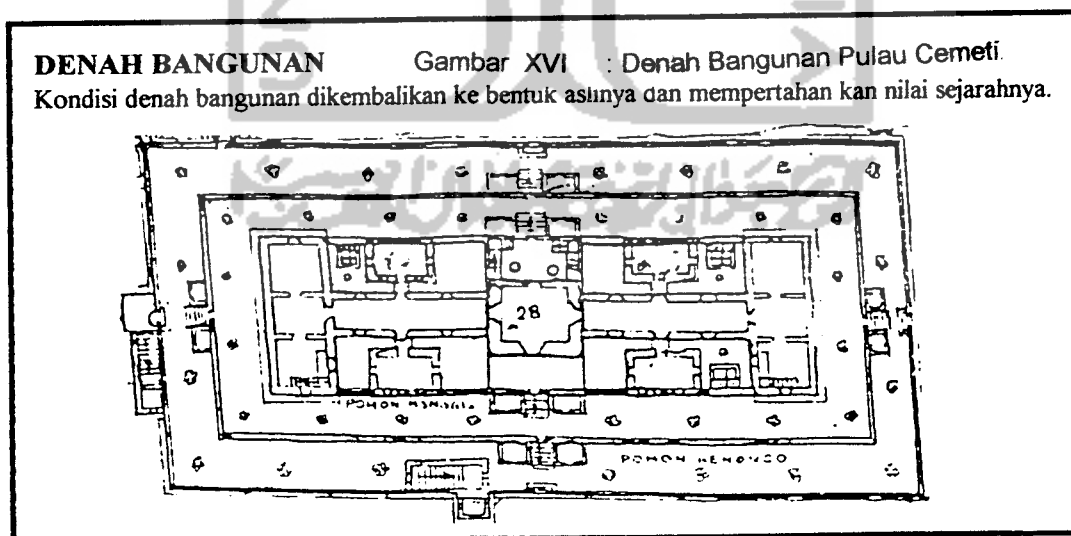 DENAH BANGUNAN Gambar XVI : Denah Bangunan Pulau Cemeti.
Kondisi denah bangunan dikembalikan ke bentuk aslinya dan mempertahan kan nilai sejarahnya.
28
POHON
POHON KENONGO